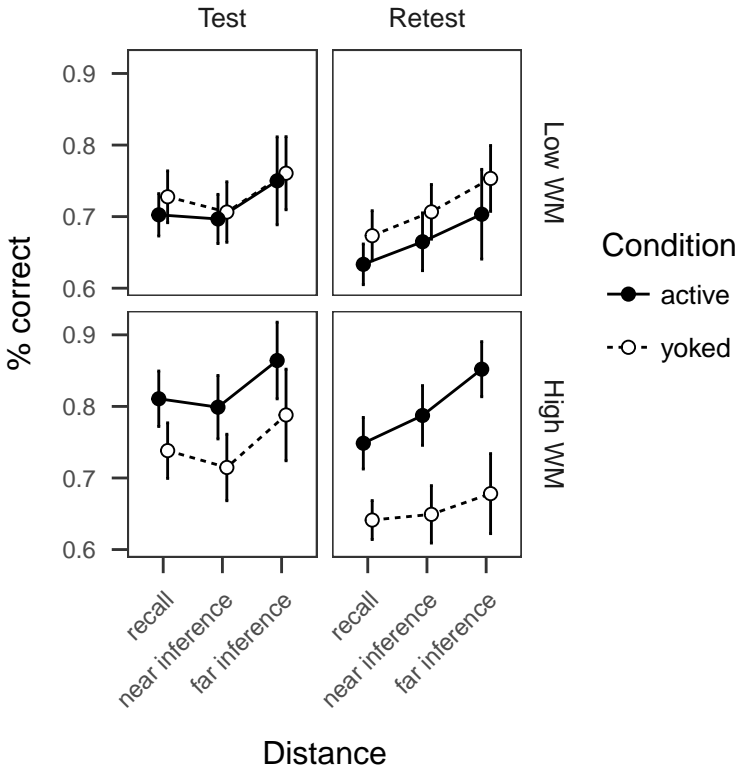 Test Retest
0.9
0.8
0.7
0.6
Low WM
0.9
0.8
0.7
0.6
High WM
% correct
recall
near inference
far inference
recall
near inference
far inference
Distance
Condition
active
yoked